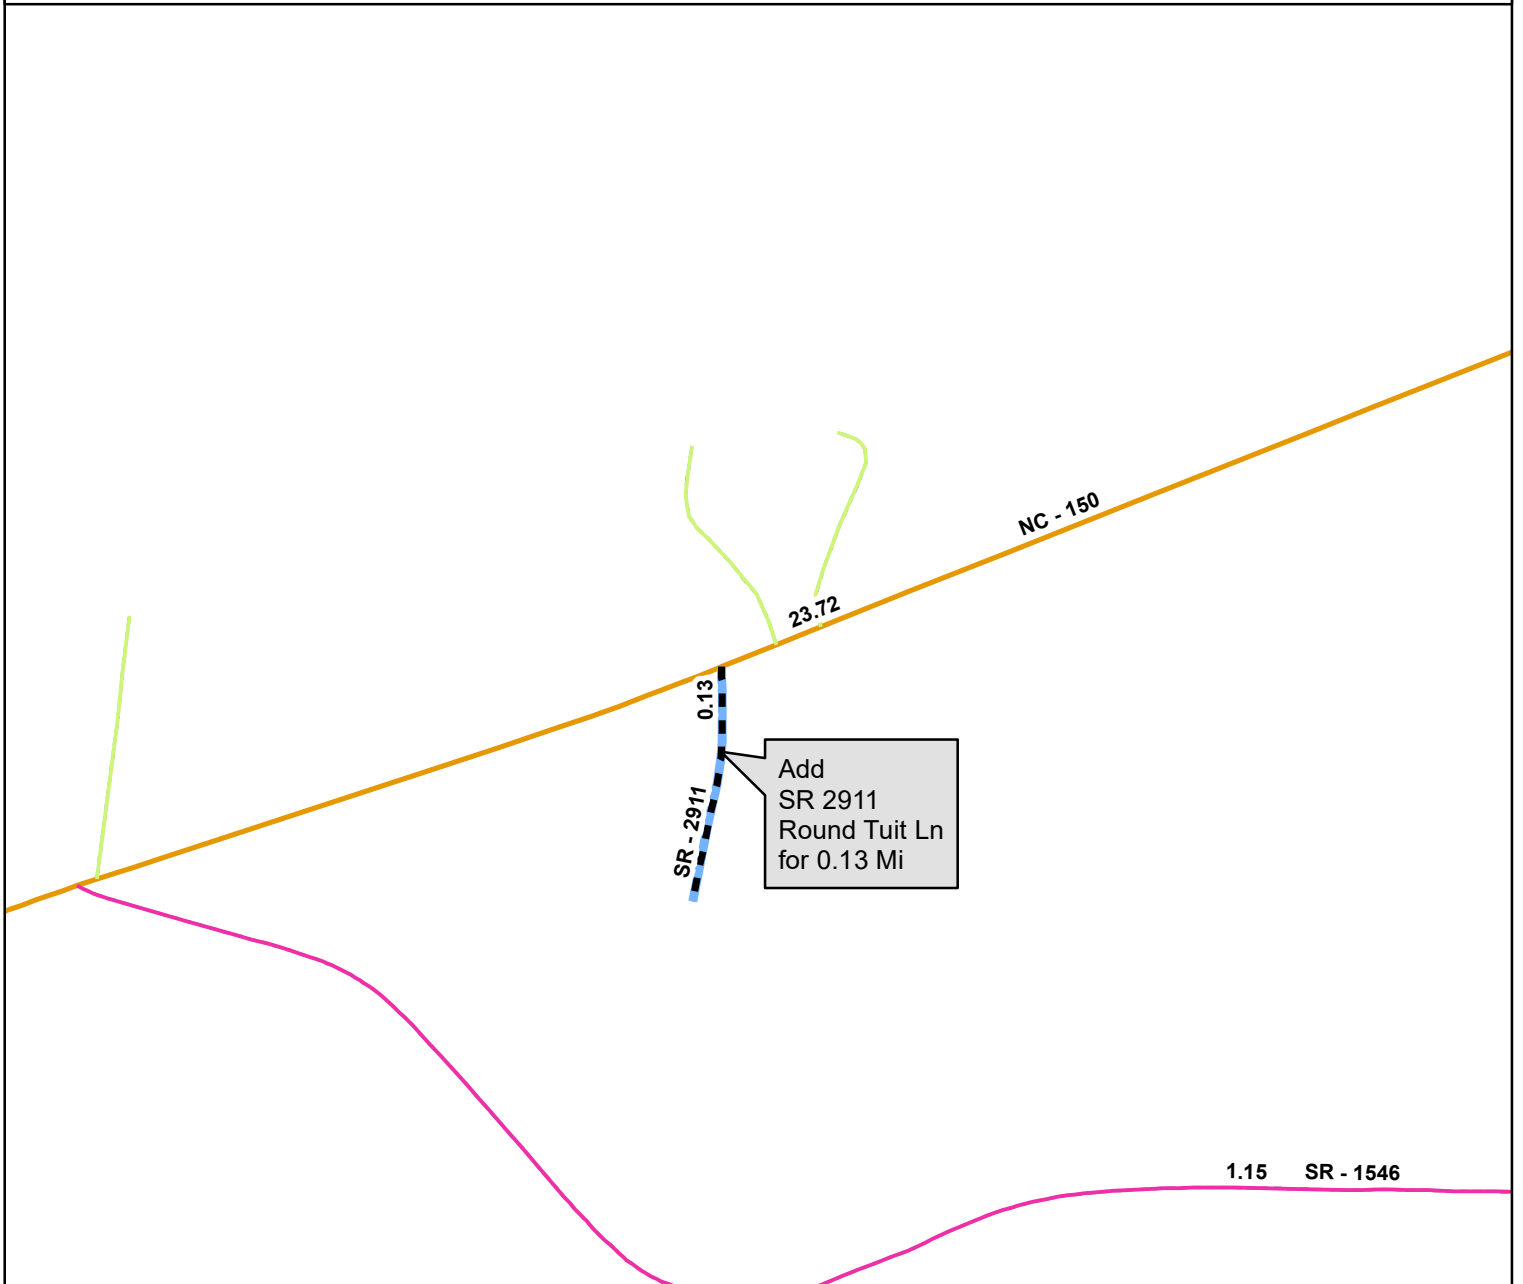 NC - 150
23.72
0.13
SR - 2911
Add
SR 2911
Round Tuit Ln
for 0.13 Mi
1.15 SR - 1546